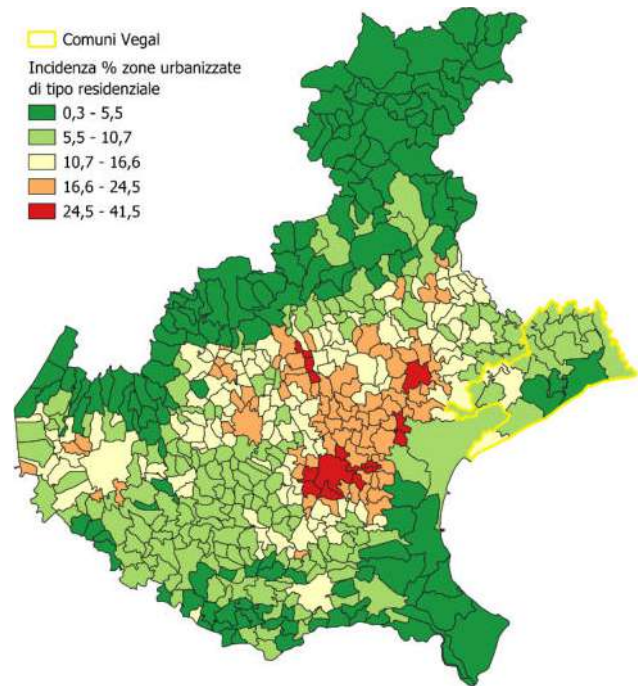 Comuni Vegal
Incidenza % zone urbanizzate
di tipo residenziale
0,3 - 5,5
5,5 - 10,7
10,7 - 16,6
16,6 - 24,5
24,5 - 41,5